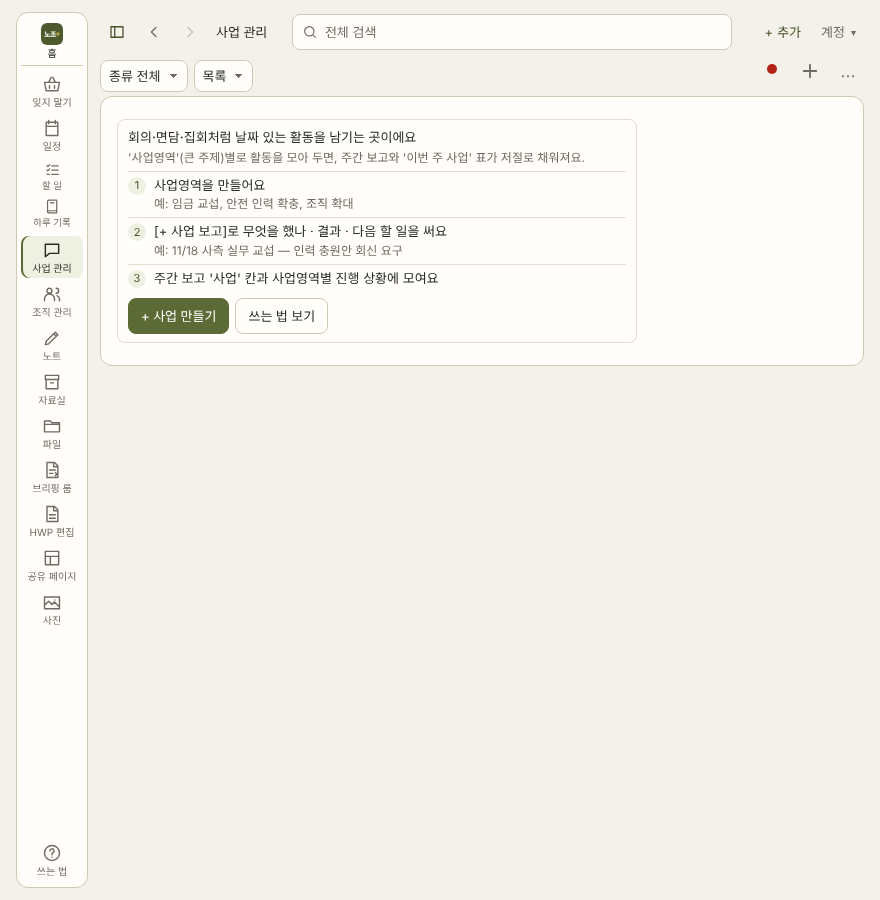 노조+
홈
잊지 말기
일정
할 일
하루 기록
사업 관리
조직 관리
노트
자료실
파일
브리핑 룸
HWP 편집
공유 페이지
사진
쓰는 법
사업 관리
전체 검색
+ 추가
계정 ▾
종류 전체
목록
...
회의·면담·집회처럼 날짜 있는 활동을 남기는 곳이에요
'사업영역'(큰 주제)별로 활동을 모아 두면, 주간 보고와 '이번 주 사업' 표가 저절로 채워져요.
1 사업영역을 만들어요
예: 임금 교섭, 안전 인력 확충, 조직 확대
2 [+ 사업 보고]로 무엇을 했나 · 결과 · 다음 할 일을 써요
예: 11/18 사측 실무 교섭 — 인력 충원안 회신 요구
3 주간 보고 '사업' 칸과 사업영역별 진행 상황에 모여요
+ 사업 만들기
쓰는 법 보기